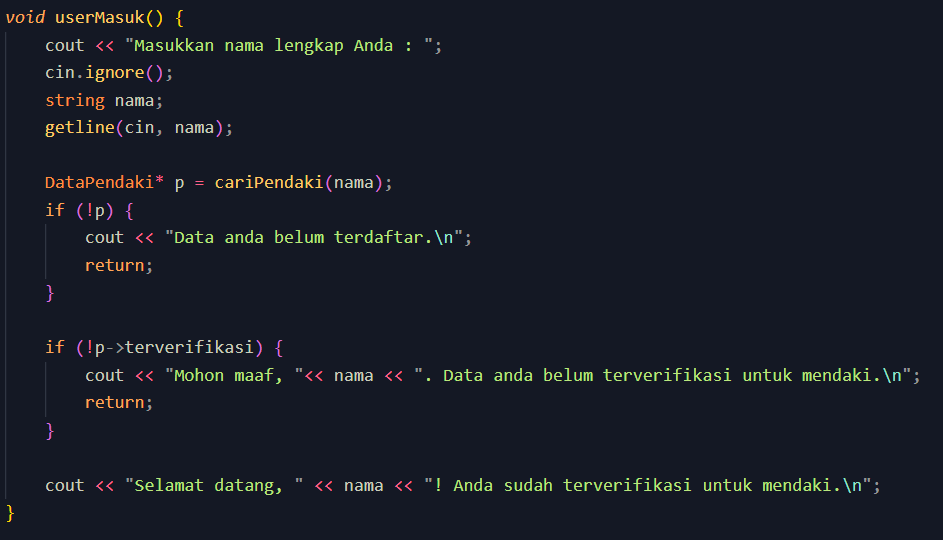 void userMasuk() {
    cout << "Masukkan nama lengkap Anda : ";
    cin.ignore();
    string nama;
    getline(cin, nama);

    DataPendaki* p = cariPendaki(nama);
    if (!p) {
        cout << "Data anda belum terdaftar.\n";
        return;
    }

    if (!p->terverifikasi) {
        cout << "Mohon maaf, "<< nama << ". Data anda belum terverifikasi untuk mendaki.\n";
        return;
    }

    cout << "Selamat datang, " << nama << "! Anda sudah terverifikasi untuk mendaki.\n";
}